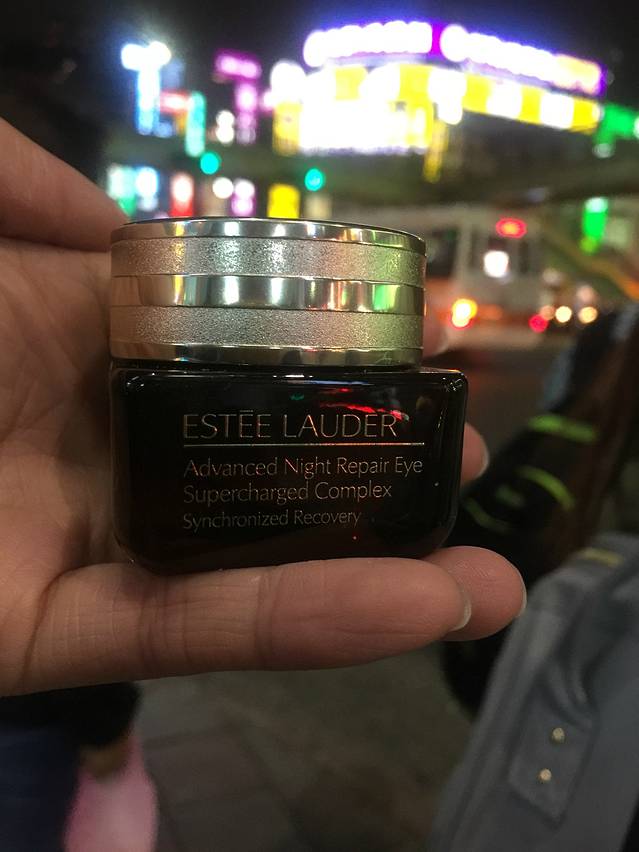 ESTĒE LAUDER
Advanced Night Repair Eye
Supercharged Complex
Synchronized Recovery